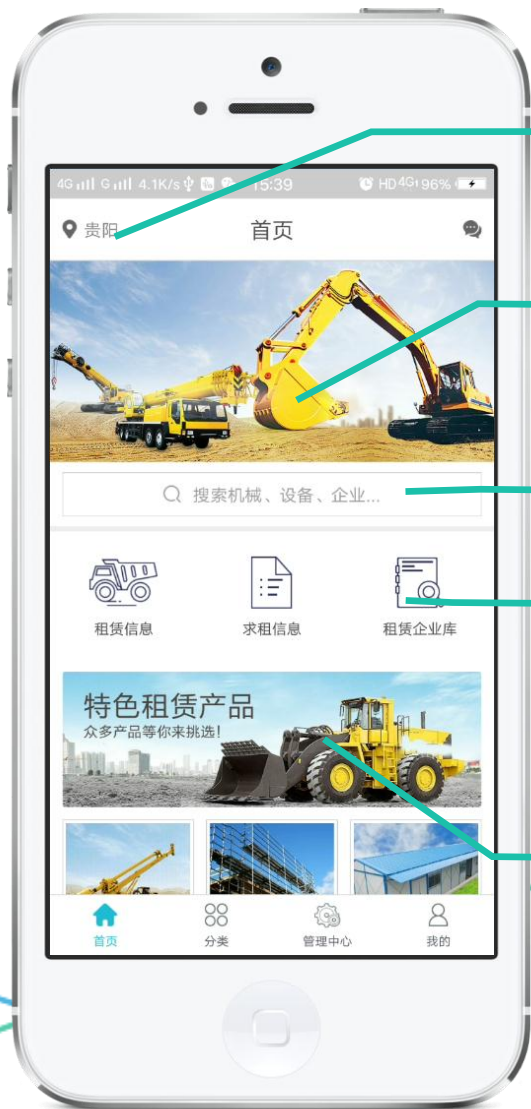 4G G 4.1K/s 15:39 HD 4G 96%
贵阳 首页
搜索机械、设备、企业...
租赁信息 求租信息 租赁企业库
特色租赁产品
众多产品等你来挑选!
首页 分类 管理中心 我的